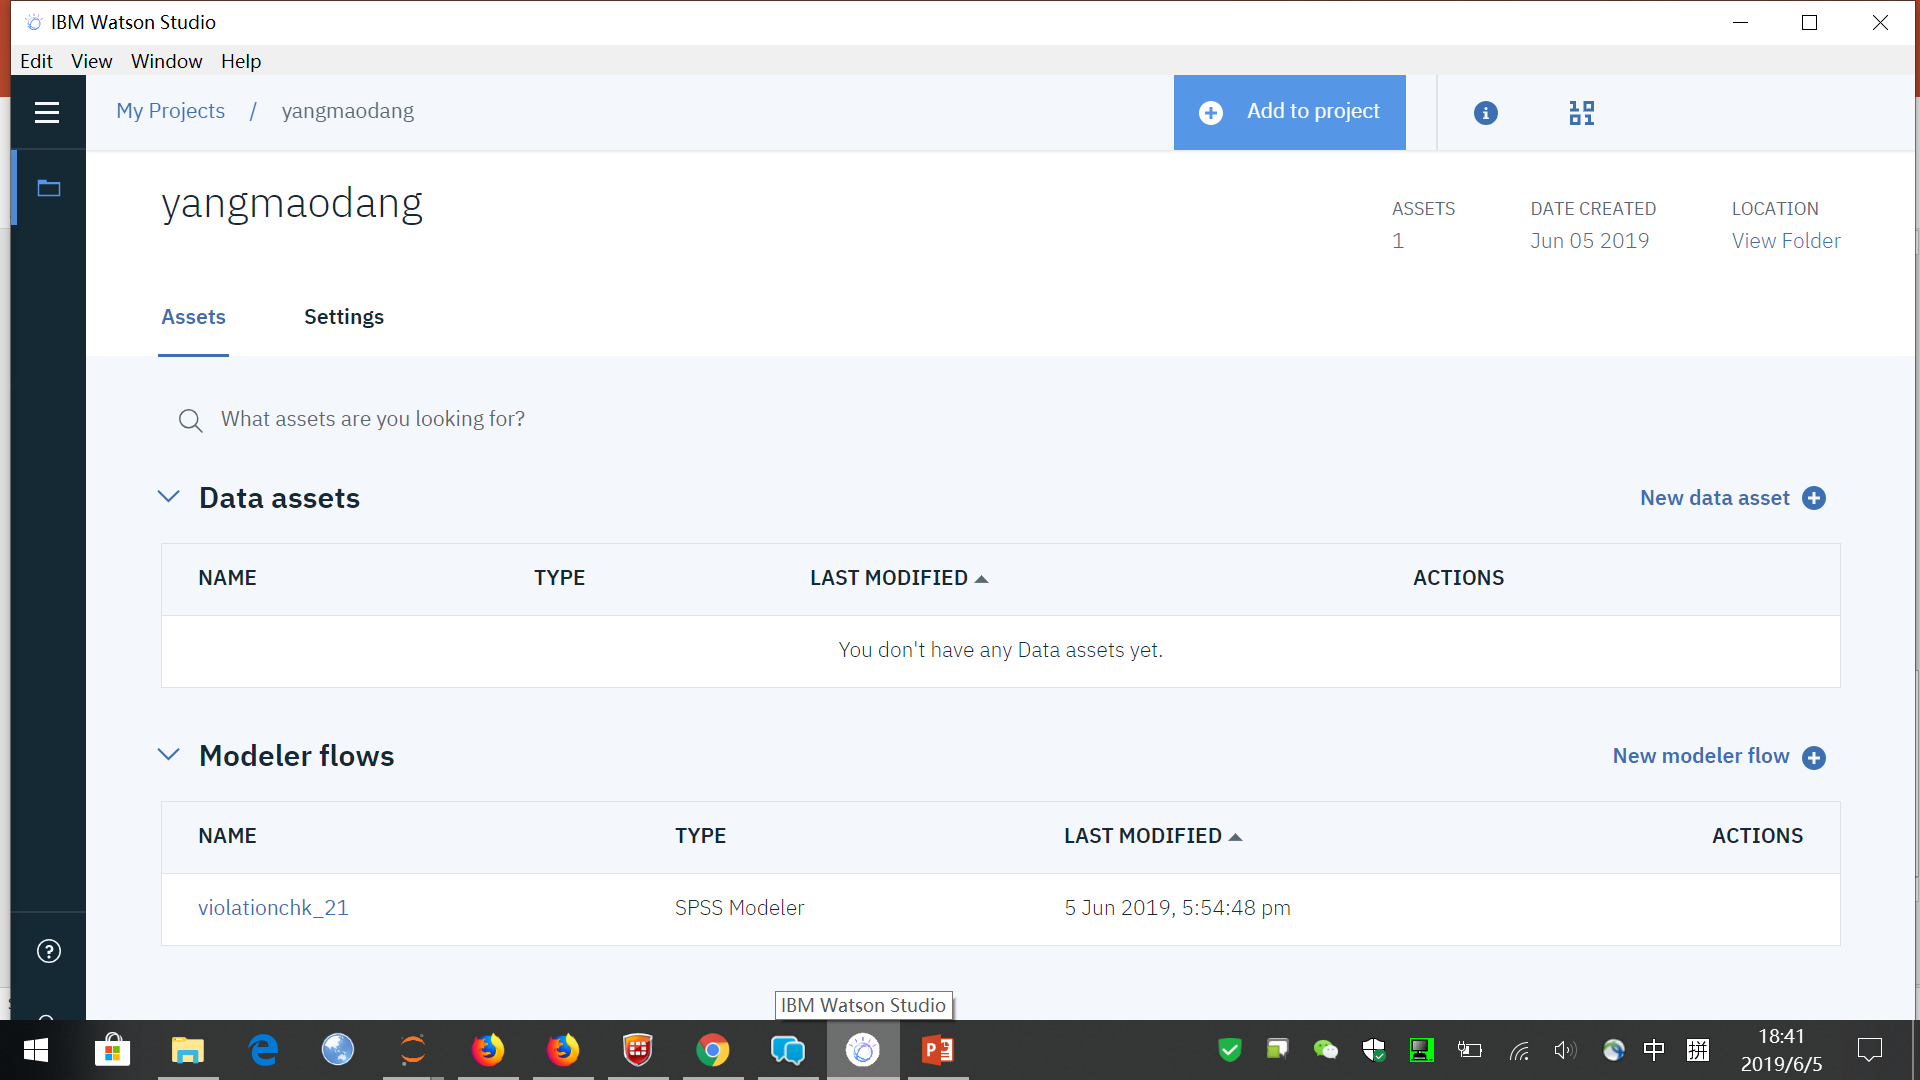 IBM Watson Studio
Edit View Window Help
My Projects / yangmaodang
Add to project
yangmaodang
ASSETS DATE CREATED LOCATION
1 Jun 05 2019 View Folder
Assets Settings
What assets are you looking for?
Data assets New data asset
NAME TYPE LAST MODIFIED ACTIONS
You don't have any Data assets yet.
Modeler flows New modeler flow
NAME TYPE LAST MODIFIED ACTIONS
violationchk_21 SPSS Modeler 5 Jun 2019, 5:54:48 pm
IBM Watson Studio
中 拼 18:41
2019/6/5